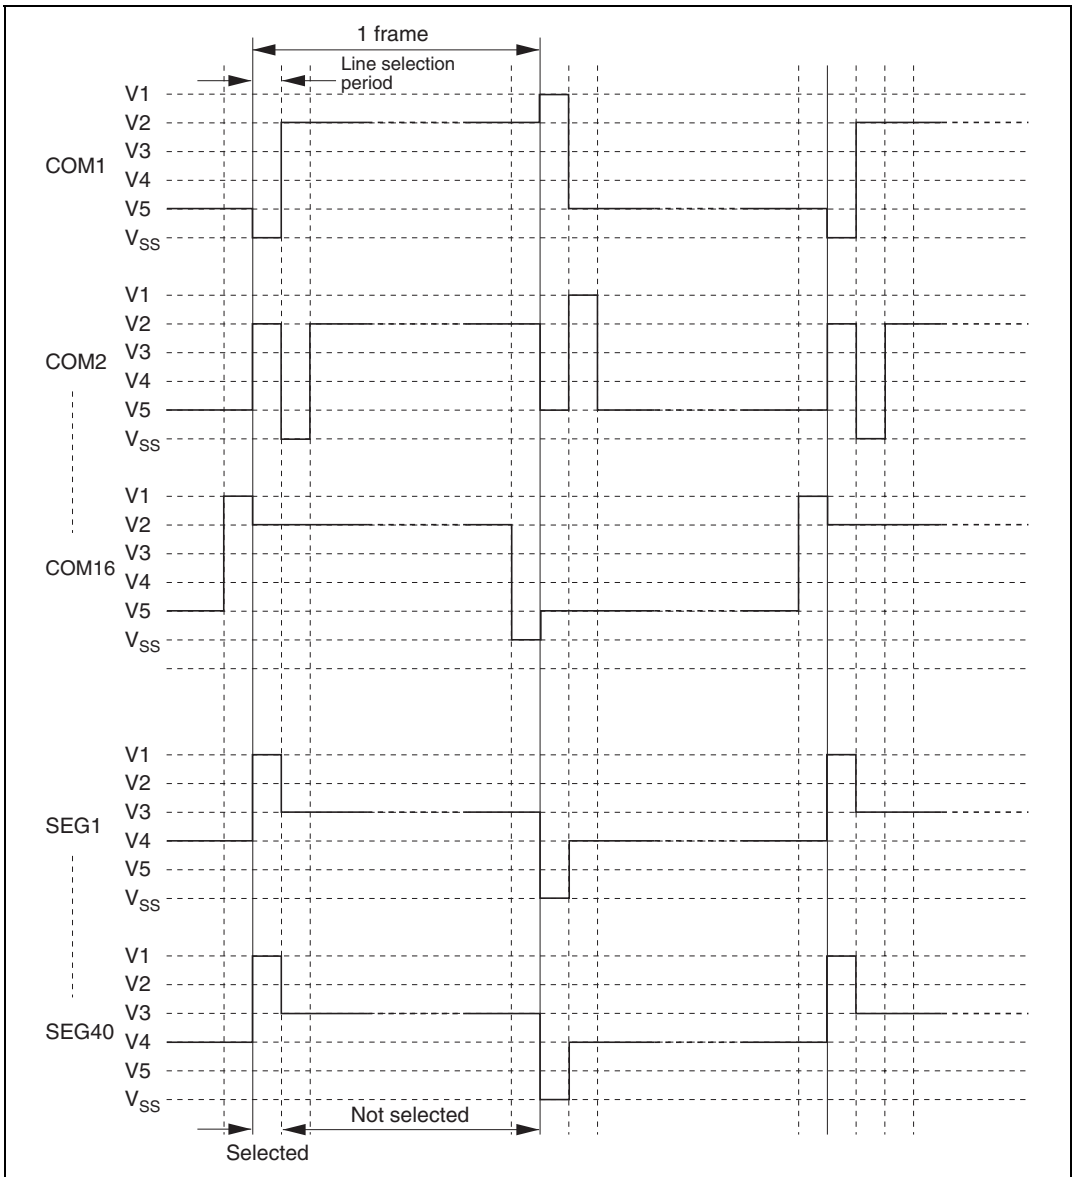 1 frame
Line selection
period
V1
V2
V3
COM1
V4
V5
VSS
V1
V2
V3
COM2
V4
V5
VSS
V1
V2
V3
COM16
V4
V5
VSS
V1
V2
V3
SEG1
V4
V5
VSS
V1
V2
V3
SEG40
V4
V5
VSS
Not selected
Selected